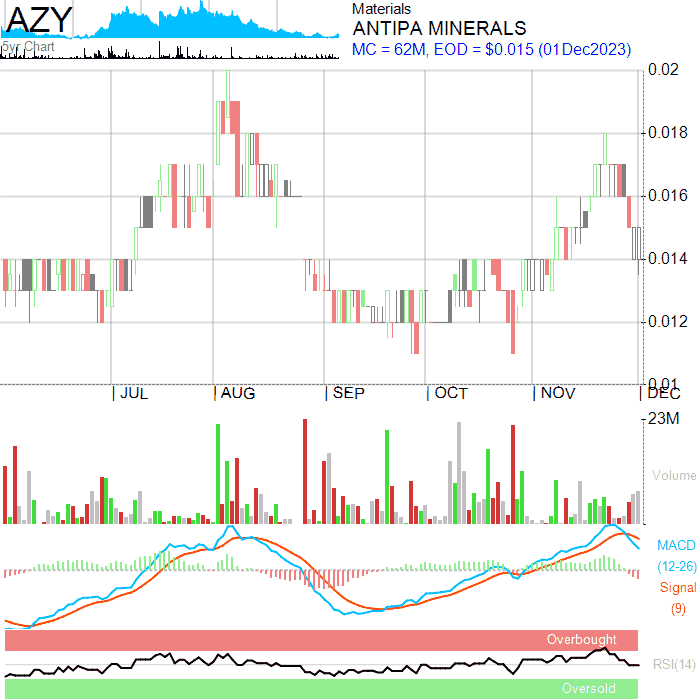 AZY
5yr Chart
Materials
ANTIPA MINERALS
MC = 62M, EOD = $0.015 (01Dec2023)
0.02
0.018
0.016
0.014
0.012
0.01
JUL AUG SEP OCT NOV DEC
23M
Volume
MACD
(12-26)
Signal
(9)
Overbought
RSI(14)
Oversold